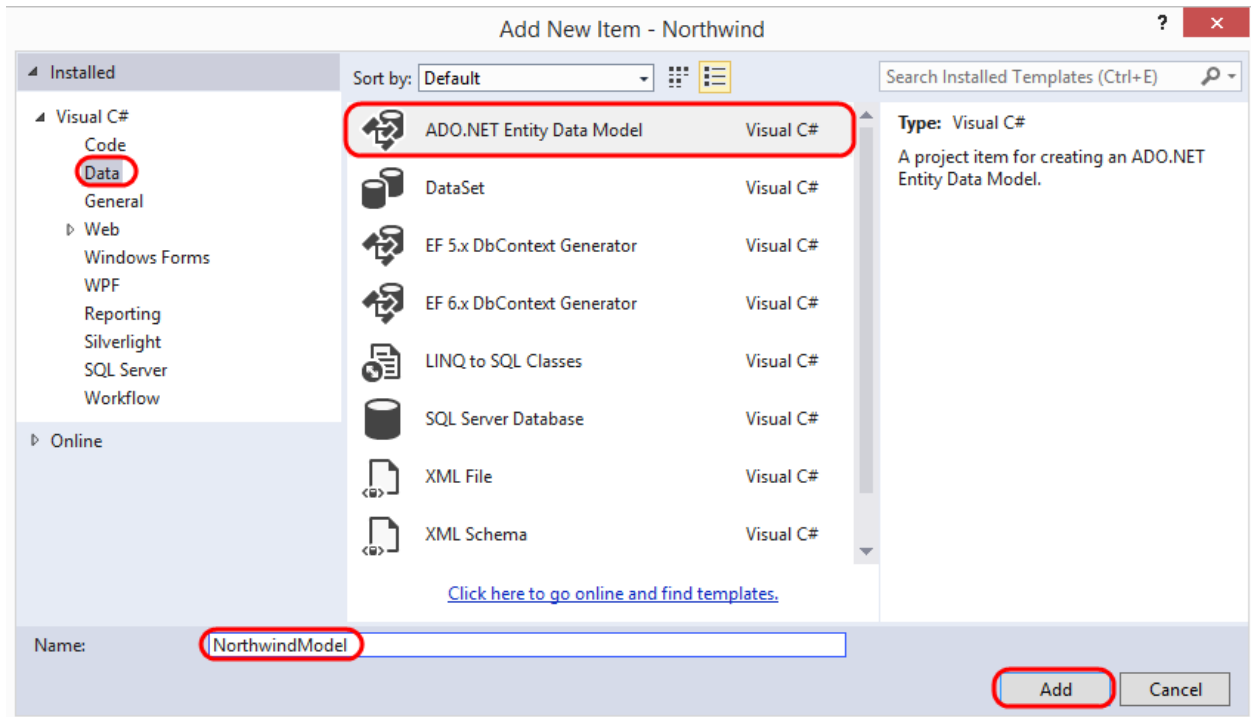 Add New Item - Northwind
?
Installed
Sort by: Default
Search Installed Templates (Ctrl+E)
Visual C#
Code
Data
General
Web
Windows Forms
WPF
Reporting
Silverlight
SQL Server
Workflow
Online
ADO.NET Entity Data Model Visual C#
DataSet Visual C#
EF 5.x DbContext Generator Visual C#
EF 6.x DbContext Generator Visual C#
LINQ to SQL Classes Visual C#
SQL Server Database Visual C#
XML File Visual C#
XML Schema Visual C#
Click here to go online and find templates.
Type: Visual C#
A project item for creating an ADO.NET
Entity Data Model.
Name: NorthwindModel
Add Cancel